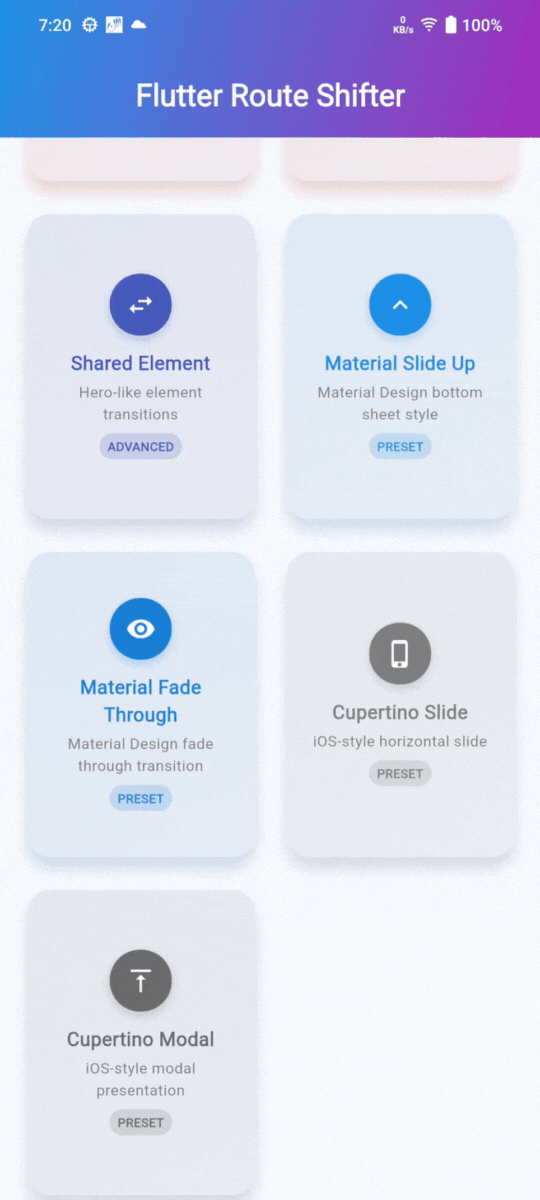 7:20
0
KB/s
100%
Flutter Route Shifter
Shared Element
Hero-like element
transitions
ADVANCED
Material Slide Up
Material Design bottom
sheet style
PRESET
Material Fade
Through
Material Design fade
through transition
PRESET
Cupertino Slide
iOS-style horizontal slide
PRESET
Cupertino Modal
iOS-style modal
presentation
PRESET